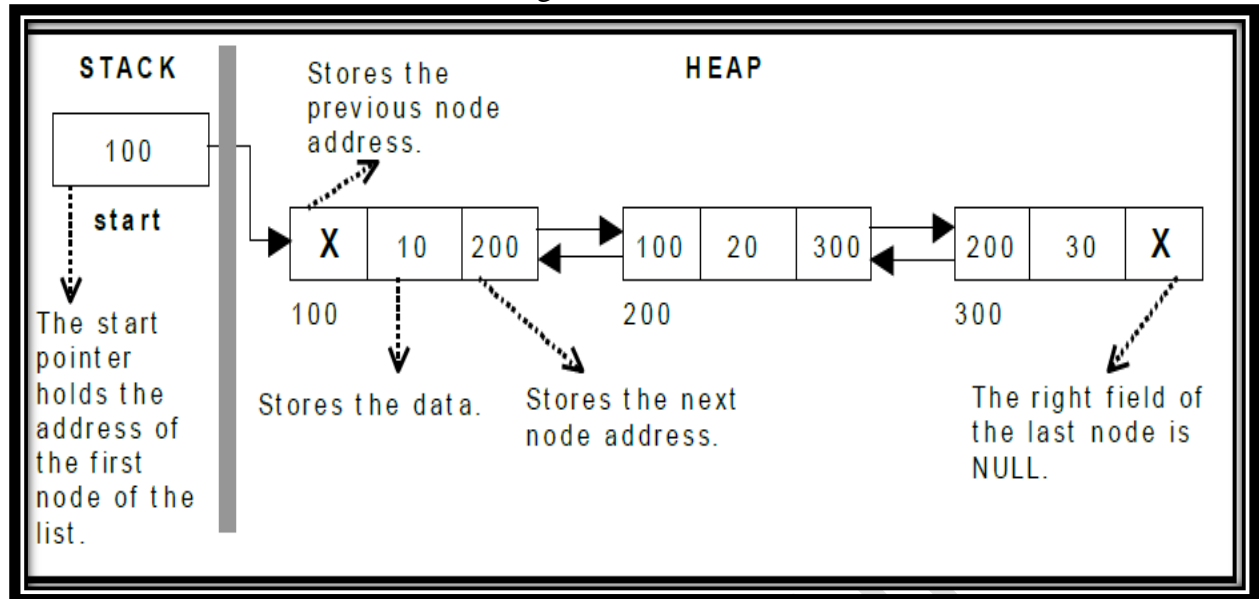 STACK
HEAP
Stores the
previous node
address.
100
start
X 10 200
100 20 300
200 30 X
100
200
300
The start
pointer
holds the
address of
the first
node of the
list.
Stores the data.
Stores the next
node address.
The right field of
the last node is
NULL.